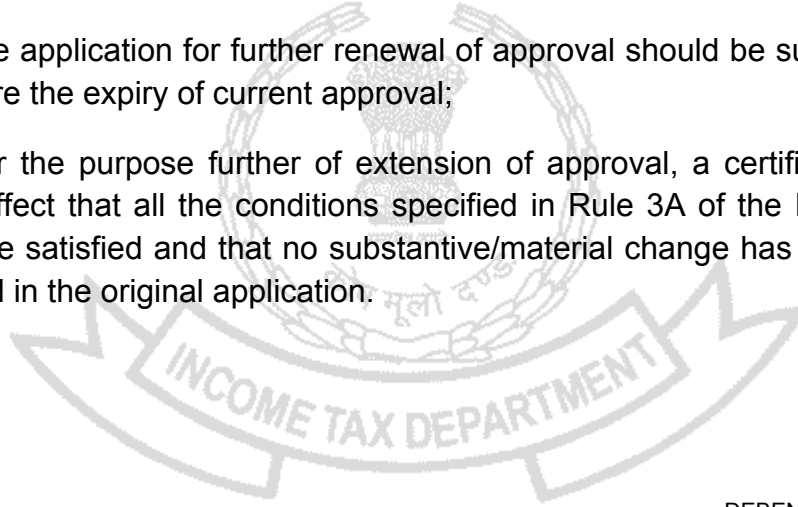 e application for further renewal of approval should be su
re the expiry of current approval;
r the purpose further of extension of approval, a certifi
ffect that all the conditions specified in Rule 3A of the
e satisfied and that no substantive/material change has
d in the original application.
मूलो दण्ड
INCOME TAX DEPARTMENT